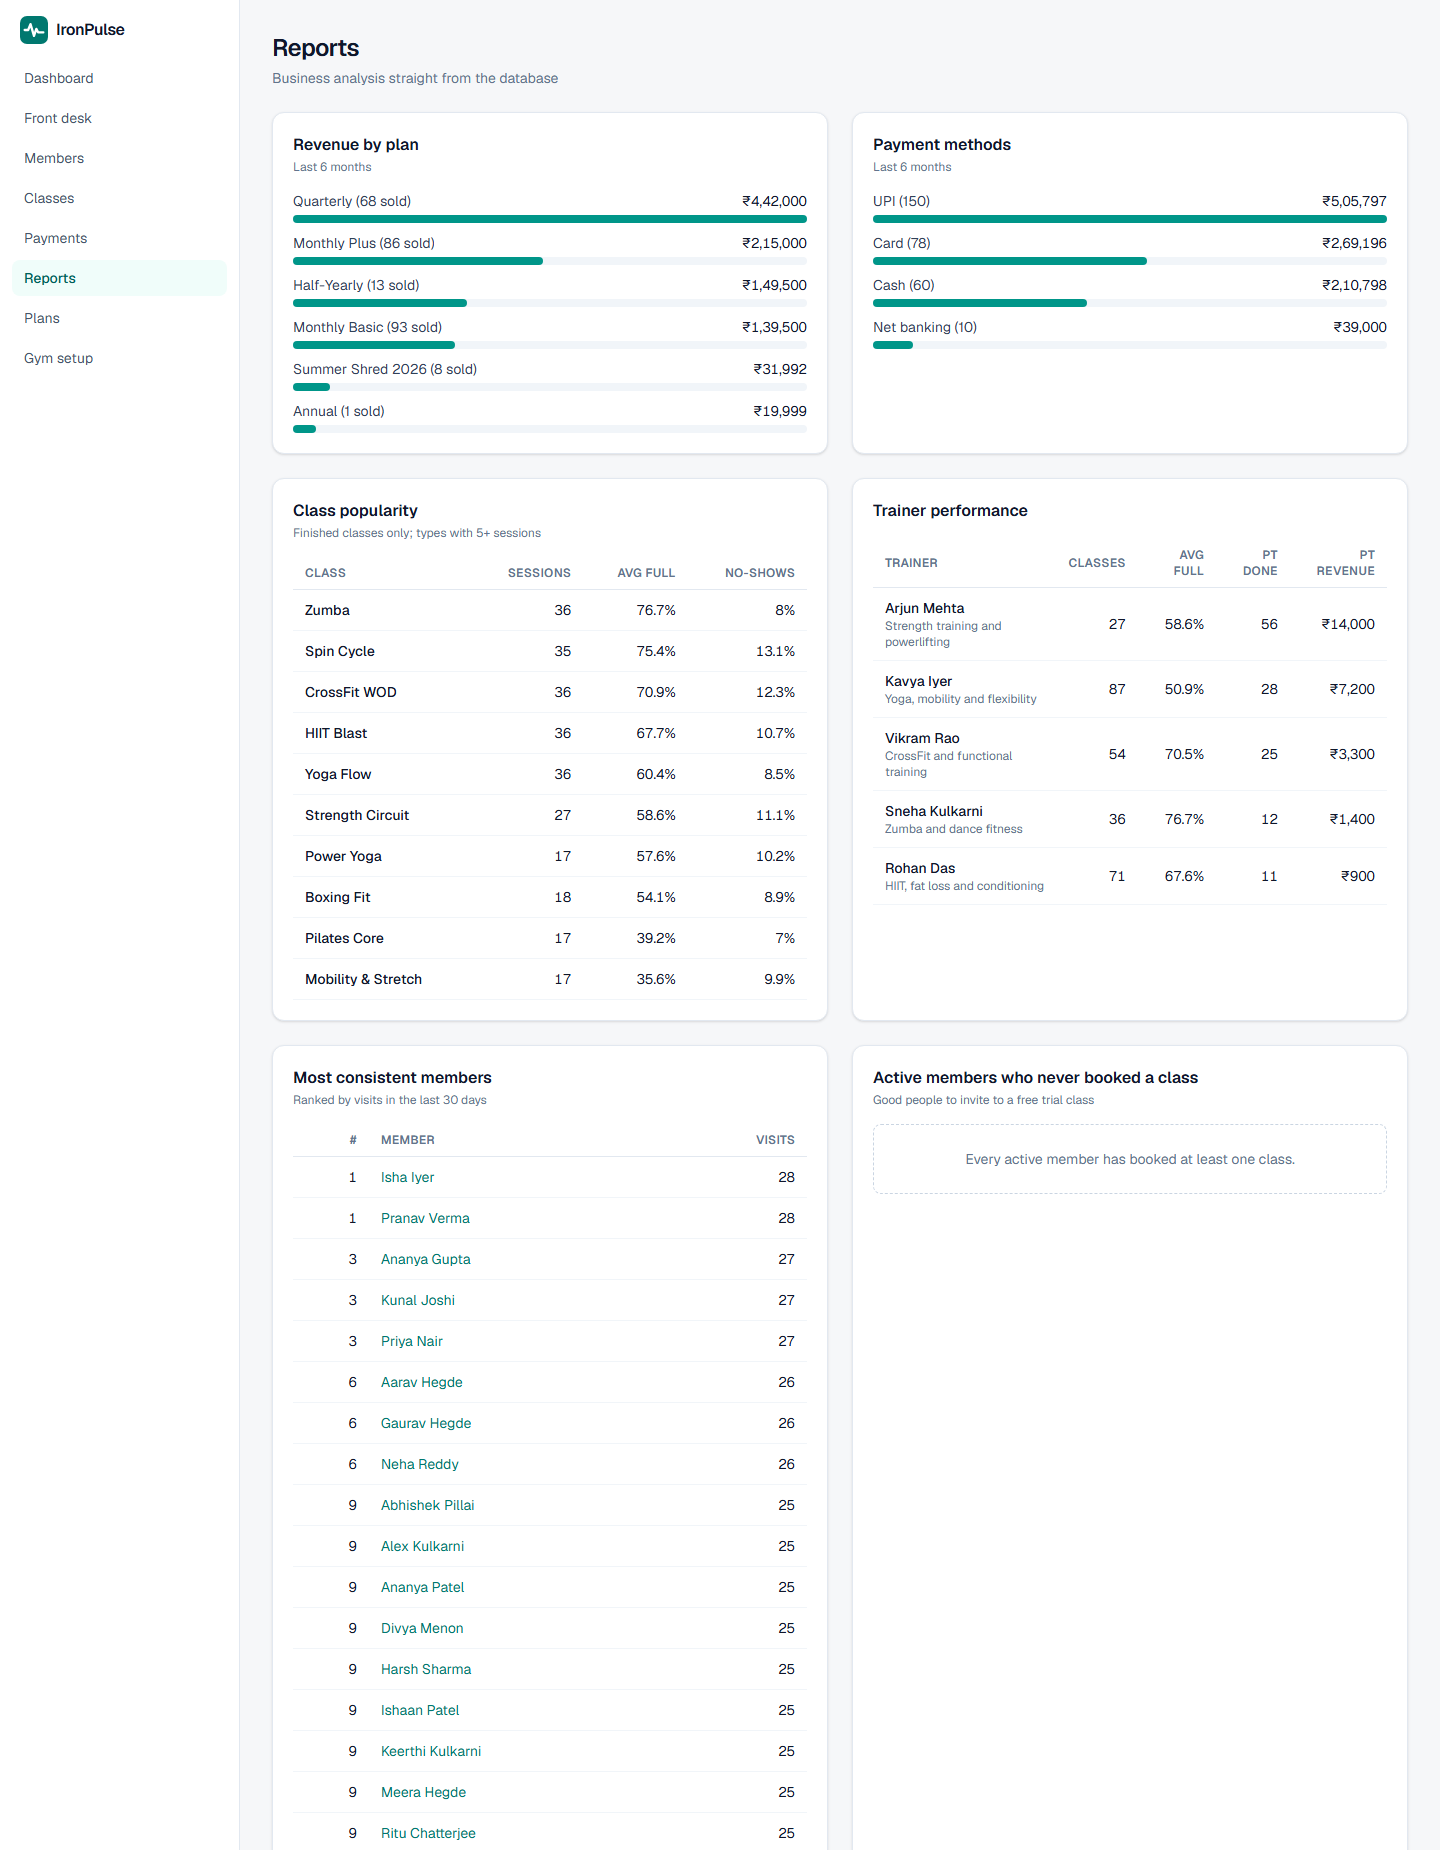 IronPulse
Dashboard
Front desk
Members
Classes
Payments
Reports
Plans
Gym setup
Reports
Business analysis straight from the database
Revenue by plan
Last 6 months
Quarterly (68 sold) ₹4,42,000
Monthly Plus (86 sold) ₹2,15,000
Half-Yearly (13 sold) ₹1,49,500
Monthly Basic (93 sold) ₹1,39,500
Summer Shred 2026 (8 sold) ₹31,992
Annual (1 sold) ₹19,999
Payment methods
Last 6 months
UPI (150) ₹5,05,797
Card (78) ₹2,69,196
Cash (60) ₹2,10,798
Net banking (10) ₹39,000
Class popularity
Finished classes only; types with 5+ sessions
CLASS SESSIONS AVG FULL NO-SHOWS
Zumba 36 76.7% 8%
Spin Cycle 35 75.4% 13.1%
CrossFit WOD 36 70.9% 12.3%
HIIT Blast 36 67.7% 10.7%
Yoga Flow 36 60.4% 8.5%
Strength Circuit 27 58.6% 11.1%
Power Yoga 17 57.6% 10.2%
Boxing Fit 18 54.1% 8.9%
Pilates Core 17 39.2% 7%
Mobility & Stretch 17 35.6% 9.9%
Trainer performance
TRAINER CLASSES AVG FULL PT DONE PT REVENUE
Arjun Mehta
Strength training and
powerlifting
27 58.6% 56 ₹14,000
Kavya Iyer
Yoga, mobility and flexibility
87 50.9% 28 ₹7,200
Vikram Rao
CrossFit and functional
training
54 70.5% 25 ₹3,300
Sneha Kulkarni
Zumba and dance fitness
36 76.7% 12 ₹1,400
Rohan Das
HIIT, fat loss and conditioning
71 67.6% 11 ₹900
Most consistent members
Ranked by visits in the last 30 days
# MEMBER VISITS
1 Isha Iyer 28
1 Pranav Verma 28
3 Ananya Gupta 27
3 Kunal Joshi 27
3 Priya Nair 27
6 Aarav Hegde 26
6 Gaurav Hegde 26
6 Neha Reddy 26
9 Abhishek Pillai 25
9 Alex Kulkarni 25
9 Ananya Patel 25
9 Divya Menon 25
9 Harsh Sharma 25
9 Ishaan Patel 25
9 Keerthi Kulkarni 25
9 Meera Hegde 25
9 Ritu Chatterjee 25
Active members who never booked a class
Good people to invite to a free trial class
Every active member has booked at least one class.